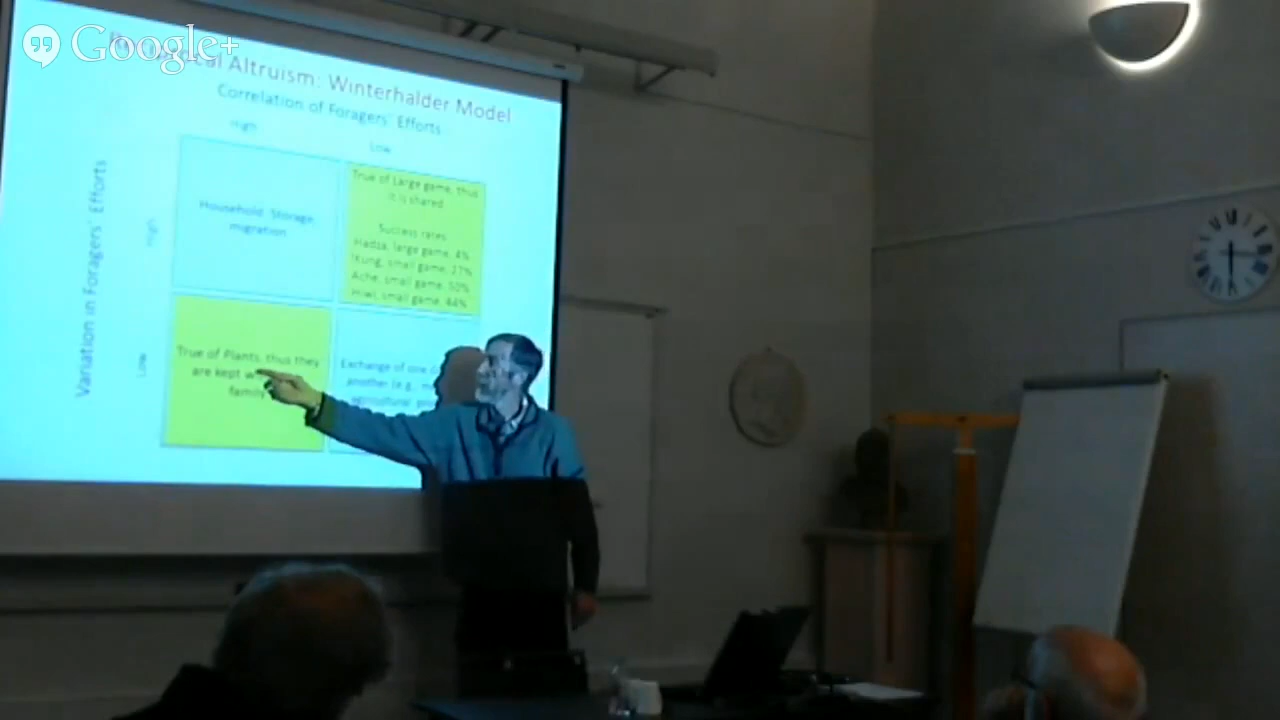 Google+
cal Altruism: Winterhalder Model
Correlation of Foragers' Efforts
High
Low
Variation in Foragers' Efforts
High
Low
Household Storage,
migration
True of Large game, thus
it is shared
Success rates
Hadza, large game, 4%
!Kung, small game, 27%
Ache, small game, 50%
Hiwi, small game, 44%
True of Plants, thus they
are kept
family
Exchange of one
another (e.g.
agricultural